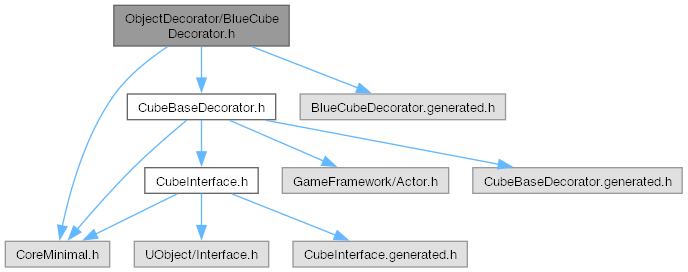 ObjectDecorator/BlueCube
Decorator.h
CubeBaseDecorator.h
BlueCubeDecorator.generated.h
CubeInterface.h
GameFramework/Actor.h
CubeBaseDecorator.generated.h
CoreMinimal.h
UObject/Interface.h
CubeInterface.generated.h